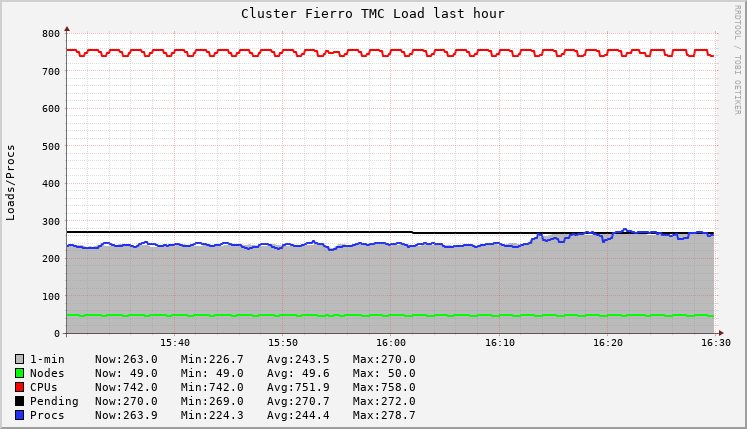 Cluster Fierro TMC Load last hour
RRDTOOL / TOBI OETIKER
Loads/Procs
800
700
600
500
400
300
200
100
0
15:40 15:50 16:00 16:10 16:20 16:30
1-min Now:263.0 Min:226.7 Avg:243.5 Max:270.0
Nodes Now: 49.0 Min: 49.0 Avg: 49.6 Max: 50.0
CPUs Now:742.0 Min:742.0 Avg:751.9 Max:758.0
Pending Now:270.0 Min:269.0 Avg:270.7 Max:272.0
Procs Now:263.9 Min:224.3 Avg:244.4 Max:278.7